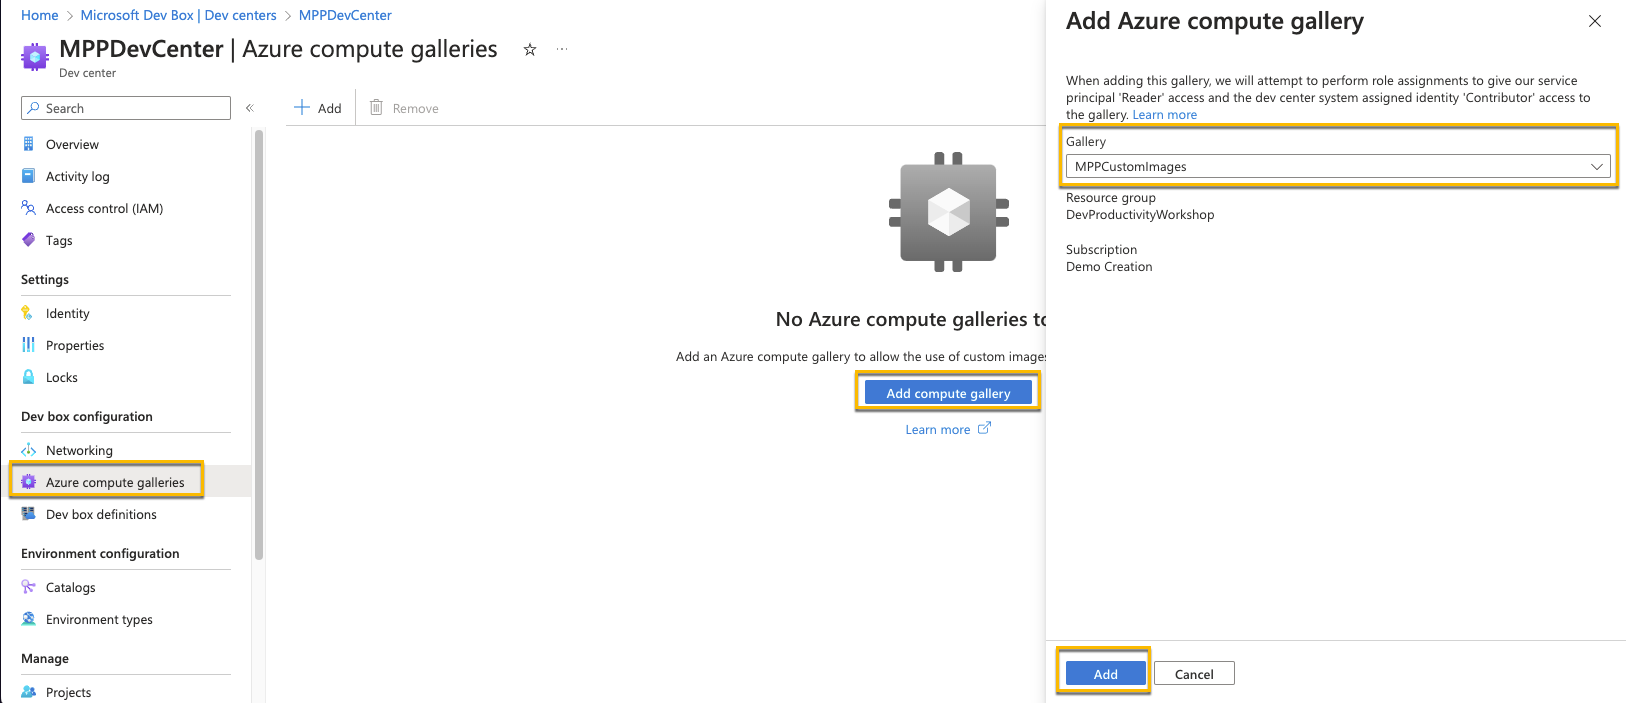 Home > Microsoft Dev Box | Dev centers > MPPDevCenter
MPPDevCenter | Azure compute galleries
Dev center
Search
Add
Remove
Overview
Activity log
Access control (IAM)
Tags
Settings
Identity
Properties
Locks
Dev box configuration
Networking
Azure compute galleries
Dev box definitions
Environment configuration
Catalogs
Environment types
Manage
Projects
No Azure compute galleries to
Add an Azure compute gallery to allow the use of custom images
Add compute gallery
Learn more
Add Azure compute gallery
When adding this gallery, we will attempt to perform role assignments to give our service
principal 'Reader' access and the dev center system assigned identity 'Contributor' access to
the gallery. Learn more
Gallery
MPPCustomImages
Resource group
DevProductivityWorkshop
Subscription
Demo Creation
Add
Cancel